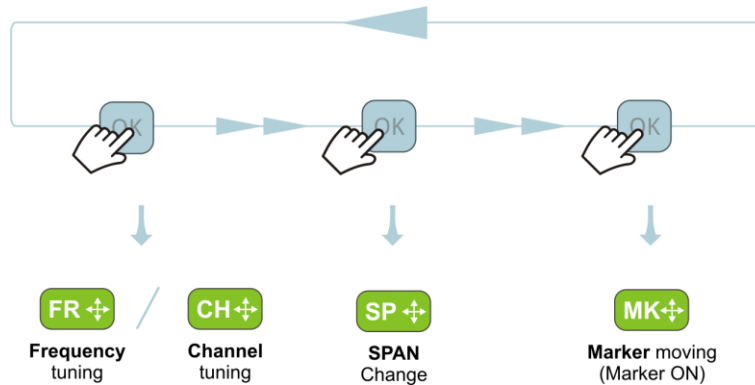 OK
OK
OK
FR
CH
SP
MK
Frequency
tuning
Channel
tuning
SPAN
Change
Marker moving
(Marker ON)